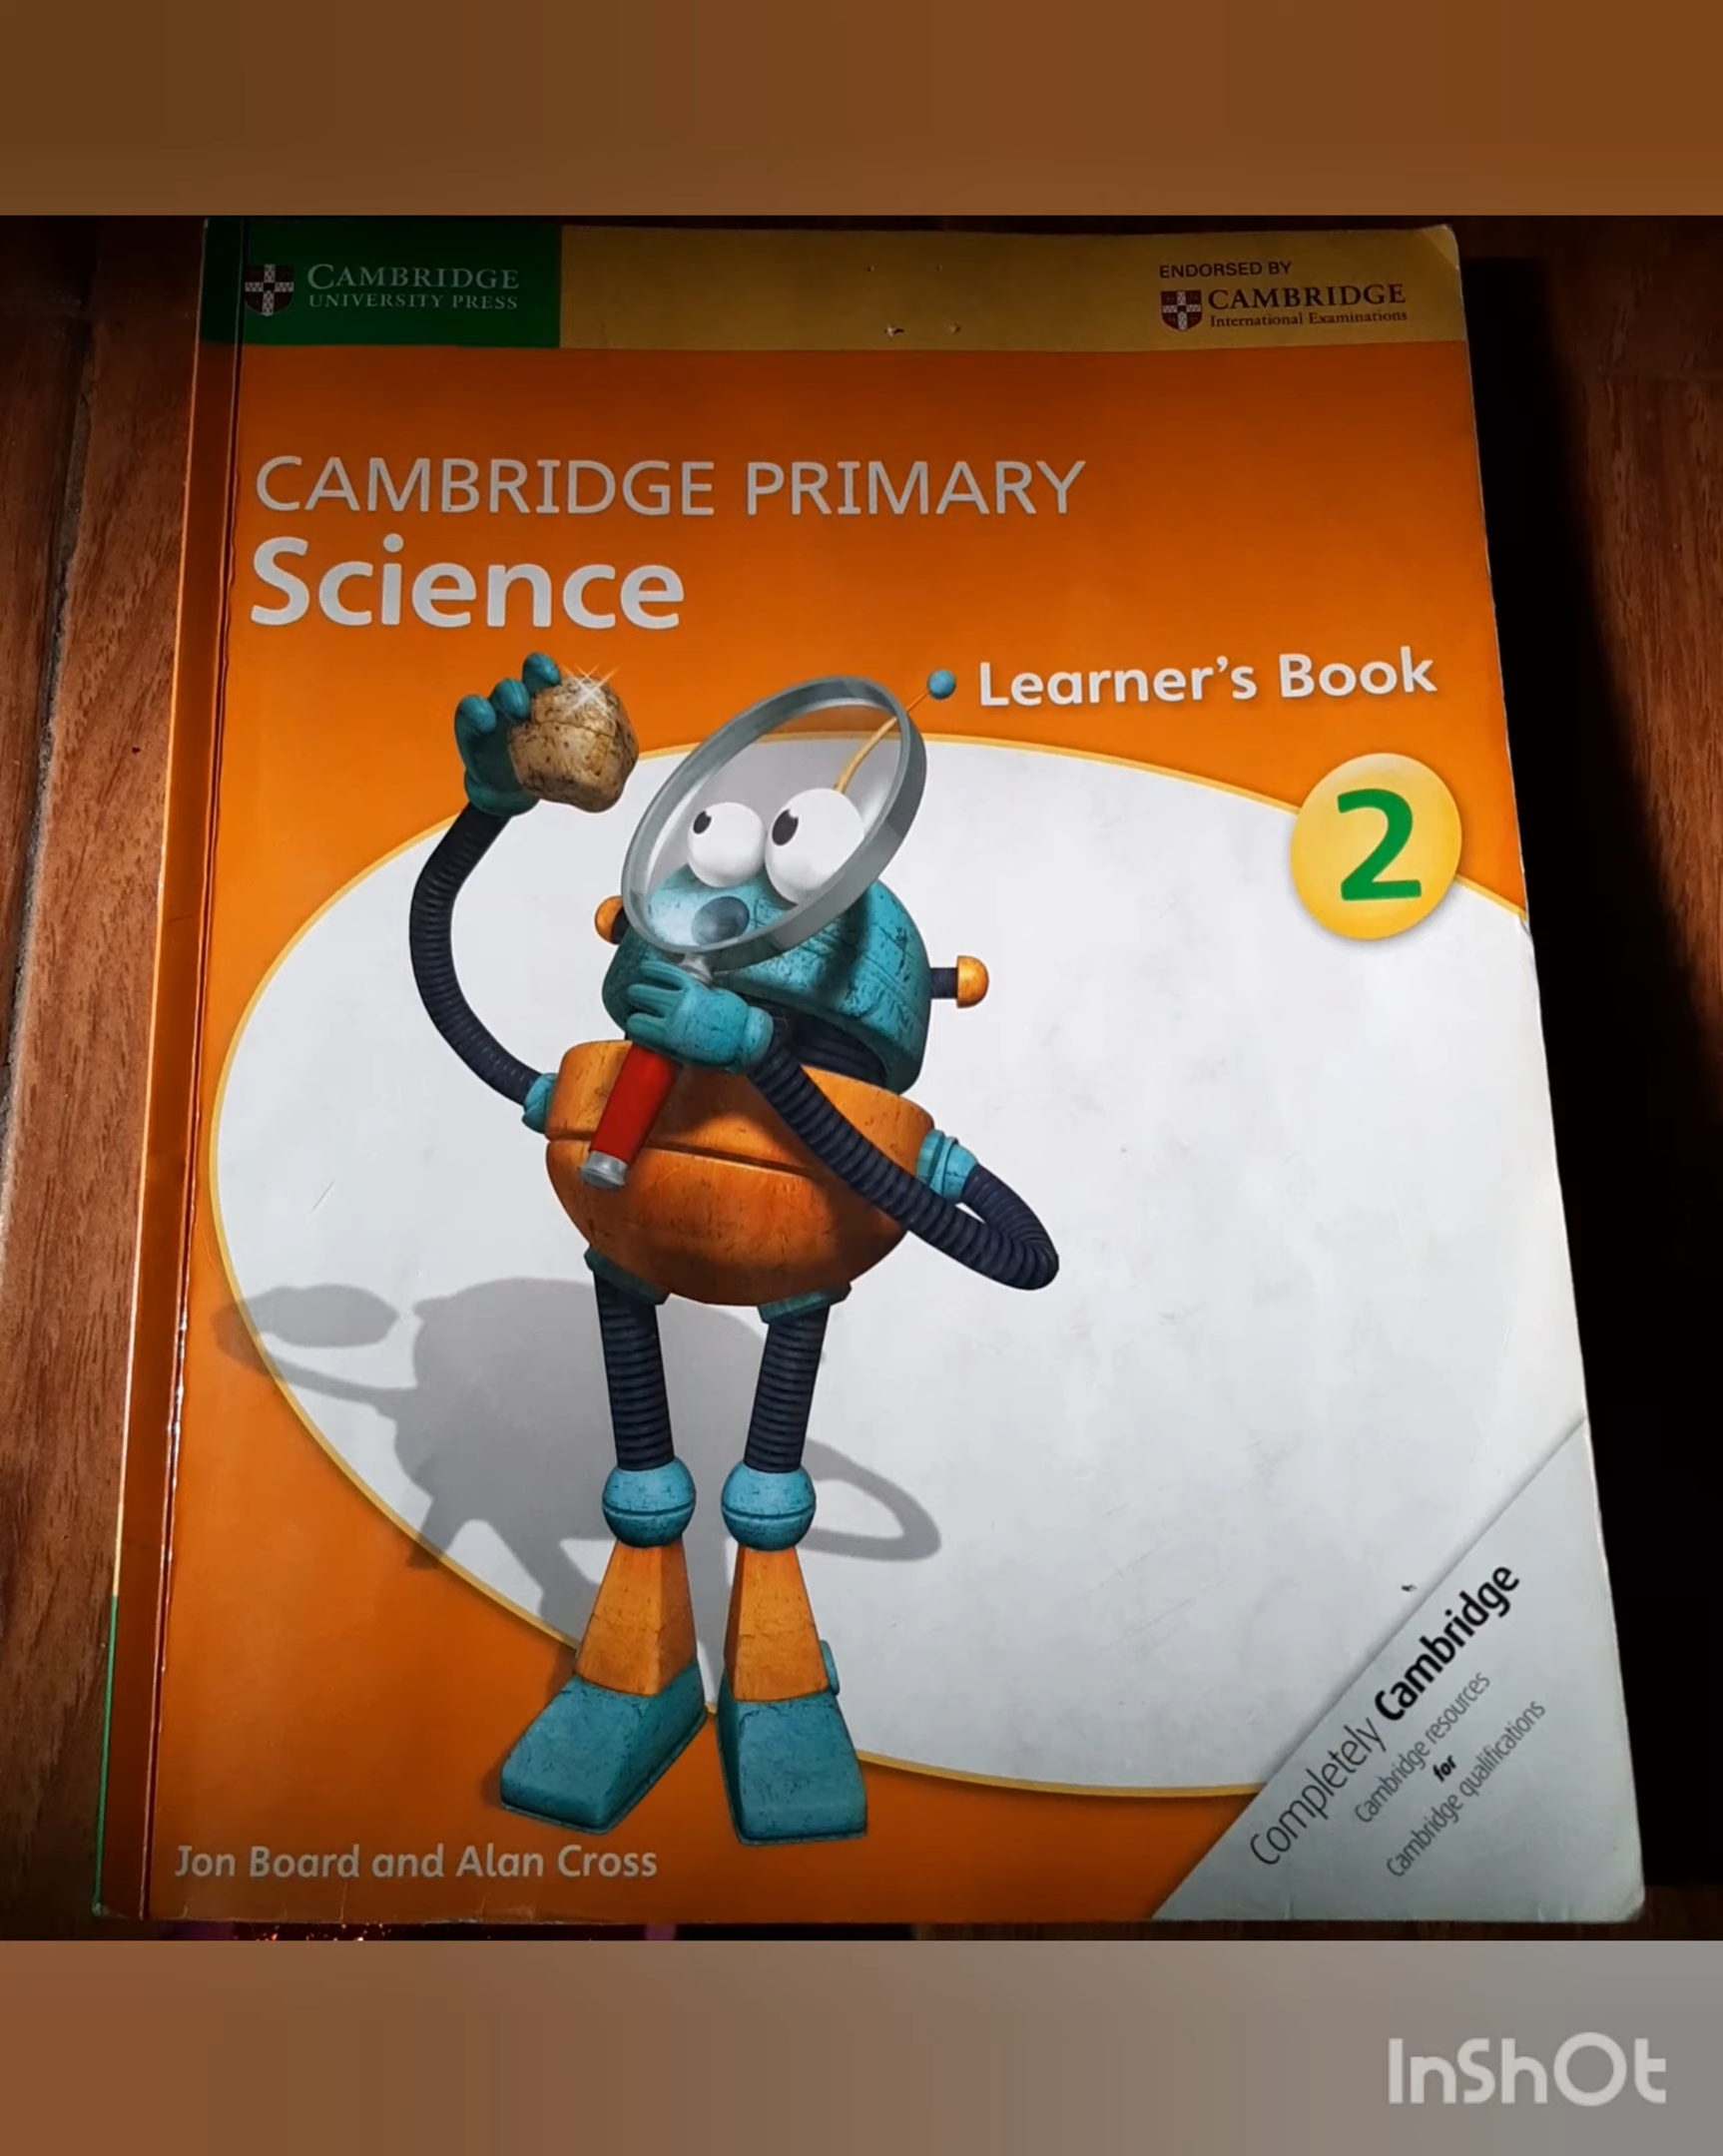 CAMBRIDGE
UNIVERSITY PRESS
ENDORSED BY
CAMBRIDGE
International Examinations
CAMBRIDGE PRIMARY
Science
Learner's Book
2
Completely Cambridge
Cambridge resources
for
Cambridge qualifications
Jon Board and Alan Cross
InShOt